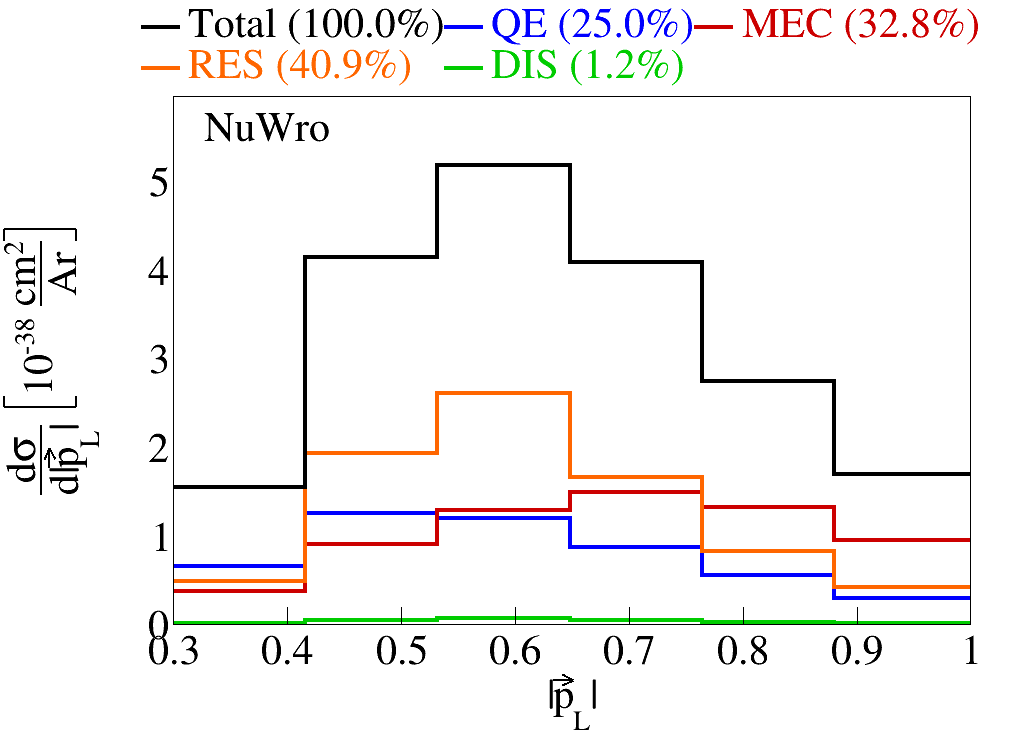 Total (100.0%) QE (25.0%) MEC (32.8%)
RES (40.9%) DIS (1.2%)
NuWro
5
4
3
2
1
0
0.3 0.4 0.5 0.6 0.7 0.8 0.9 1
|p⃗_L|
dσ/d|p⃗_L| [10⁻³⁸ cm²/Ar]